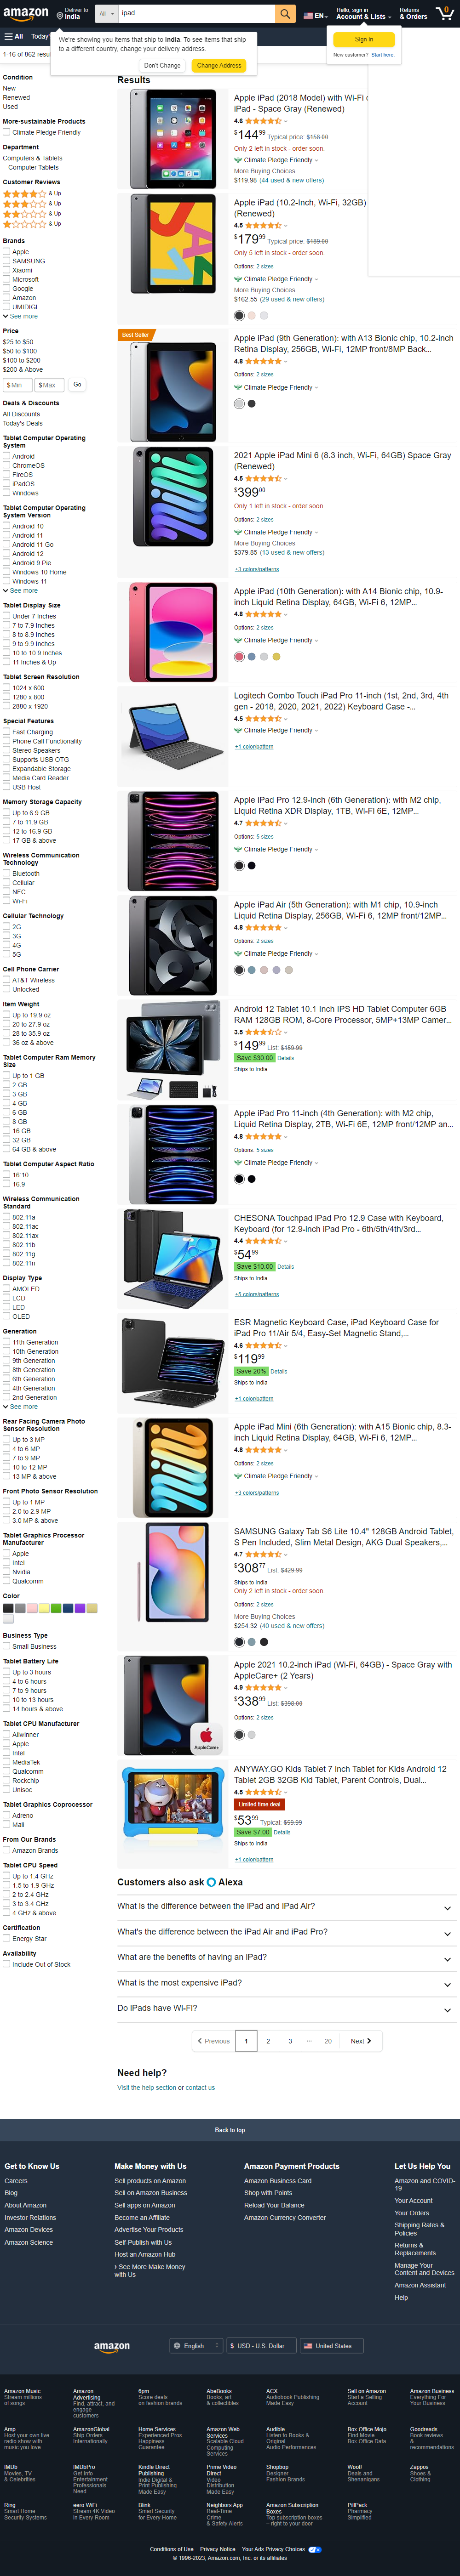 amazon
Deliver to
India
All
ipad
EN
Hello, sign in
Account & Lists
Returns
& Orders
0
All
Today'
We're showing you items that ship to India. To see items that ship
to a different country, change your delivery address.
Don't Change
Change Address
Sign in
New customer? Start here.
1-16 of 862 resu
Results
Condition
New
Renewed
Used
More-sustainable Products
Climate Pledge Friendly
Department
Computers & Tablets
Computer Tablets
Customer Reviews
& Up
& Up
& Up
& Up
Brands
Apple
SAMSUNG
Xiaomi
Microsoft
Google
Amazon
UMIDIGI
See more
Price
$25 to $50
$50 to $100
$100 to $200
$200 & Above
$ Min
$ Max
Go
Deals & Discounts
All Discounts
Today's Deals
Tablet Computer Operating
System
Android
ChromeOS
FireOS
iPadOS
Windows
Tablet Computer Operating
System Version
Android 10
Android 11
Android 11 Go
Android 12
Android 9 Pie
Windows 10 Home
Windows 11
See more
Tablet Display Size
Under 7 Inches
7 to 7.9 Inches
8 to 8.9 Inches
9 to 9.9 Inches
10 to 10.9 Inches
11 Inches & Up
Tablet Screen Resolution
1024 x 600
1280 x 800
2880 x 1920
Special Features
Fast Charging
Phone Call Functionality
Stereo Speakers
Supports USB OTG
Expandable Storage
Media Card Reader
USB Host
Memory Storage Capacity
Up to 6.9 GB
7 to 11.9 GB
12 to 16.9 GB
17 GB & above
Wireless Communication
Technology
Bluetooth
Cellular
NFC
Wi-Fi
Cellular Technology
2G
3G
4G
5G
Cell Phone Carrier
AT&T Wireless
Unlocked
Item Weight
Up to 19.9 oz
20 to 27.9 oz
28 to 35.9 oz
36 oz & above
Tablet Computer Ram Memory
Size
Up to 1 GB
2 GB
3 GB
4 GB
6 GB
8 GB
16 GB
32 GB
64 GB & above
Tablet Computer Aspect Ratio
16:10
16:9
Wireless Communication
Standard
802.11a
802.11ac
802.11ax
802.11b
802.11g
802.11n
Display Type
AMOLED
LCD
LED
OLED
Generation
11th Generation
10th Generation
9th Generation
8th Generation
6th Generation
4th Generation
2nd Generation
See more
Rear Facing Camera Photo
Sensor Resolution
Up to 3 MP
4 to 6 MP
7 to 9 MP
10 to 12 MP
13 MP & above
Front Photo Sensor Resolution
Up to 1 MP
2.0 to 2.9 MP
3.0 MP & above
Tablet Graphics Processor
Manufacturer
Apple
Intel
Nvidia
Qualcomm
Color
Business Type
Small Business
Tablet Battery Life
Up to 3 hours
4 to 6 hours
7 to 9 hours
10 to 13 hours
14 hours & above
Tablet CPU Manufacturer
Allwinner
Apple
Intel
MediaTek
Qualcomm
Rockchip
Unisoc
Tablet Graphics Coprocessor
Adreno
Mali
From Our Brands
Amazon Brands
Tablet CPU Speed
Up to 1.4 GHz
1.5 to 1.9 GHz
2 to 2.4 GHz
3 to 3.4 GHz
4 GHz & above
Certification
Energy Star
Availability
Include Out of Stock
Apple iPad (2018 Model) with Wi-Fi
iPad - Space Gray (Renewed)
4.6
$144.99 Typical price: $158.00
Only 2 left in stock - order soon.
Climate Pledge Friendly
More Buying Choices
$119.98 (44 used & new offers)
Apple iPad (10.2-Inch, Wi-Fi, 32GB)
(Renewed)
4.5
$179.99 Typical price: $189.00
Only 5 left in stock - order soon.
Options: 2 sizes
Climate Pledge Friendly
More Buying Choices
$162.55 (29 used & new offers)
Best Seller
Apple iPad (9th Generation): with A13 Bionic chip, 10.2-inch
Retina Display, 256GB, Wi-Fi, 12MP front/8MP Back...
4.8
Options: 2 sizes
Climate Pledge Friendly
2021 Apple iPad Mini 6 (8.3 inch, Wi-Fi, 64GB) Space Gray
(Renewed)
4.5
$399.00
Only 1 left in stock - order soon.
Options: 2 sizes
Climate Pledge Friendly
More Buying Choices
$379.85 (13 used & new offers)
+3 colors/patterns
Apple iPad (10th Generation): with A14 Bionic chip, 10.9-
inch Liquid Retina Display, 64GB, Wi-Fi 6, 12MP...
4.8
Options: 2 sizes
Climate Pledge Friendly
Logitech Combo Touch iPad Pro 11-inch (1st, 2nd, 3rd, 4th
gen - 2018, 2020, 2021, 2022) Keyboard Case -...
4.5
Climate Pledge Friendly
+1 color/pattern
Apple iPad Pro 12.9-inch (6th Generation): with M2 chip,
Liquid Retina XDR Display, 1TB, Wi-Fi 6E, 12MP...
4.7
Options: 5 sizes
Climate Pledge Friendly
Apple iPad Air (5th Generation): with M1 chip, 10.9-inch
Liquid Retina Display, 256GB, Wi-Fi 6, 12MP front/12MP...
4.8
Options: 2 sizes
Climate Pledge Friendly
Android 12 Tablet 10.1 Inch IPS HD Tablet Computer 6GB
RAM 128GB ROM, 8-Core Processor, 5MP+13MP Camer...
3.5
$149.99 List: $159.99
Save $30.00 Details
Ships to India
Apple iPad Pro 11-inch (4th Generation): with M2 chip,
Liquid Retina Display, 2TB, Wi-Fi 6E, 12MP front/12MP an...
4.8
Options: 5 sizes
Climate Pledge Friendly
CHESONA Touchpad iPad Pro 12.9 Case with Keyboard,
Keyboard (for 12.9-inch iPad Pro - 6th/5th/4th/3rd...
4.4
$54.99
Save $10.00 Details
Ships to India
+5 colors/patterns
ESR Magnetic Keyboard Case, iPad Keyboard Case for
iPad Pro 11/Air 5/4, Easy-Set Magnetic Stand,...
4.6
$119.99
Save 20% Details
Ships to India
+1 color/pattern
Apple iPad Mini (6th Generation): with A15 Bionic chip, 8.3-
inch Liquid Retina Display, 64GB, Wi-Fi 6, 12MP...
4.8
Options: 2 sizes
Climate Pledge Friendly
+3 colors/patterns
SAMSUNG Galaxy Tab S6 Lite 10.4" 128GB Android Tablet,
S Pen Included, Slim Metal Design, AKG Dual Speakers,...
4.7
$308.77 List: $429.99
Ships to India
Only 2 left in stock - order soon.
Options: 2 sizes
More Buying Choices
$254.32 (40 used & new offers)
Apple 2021 10.2-inch iPad (Wi-Fi, 64GB) - Space Gray with
AppleCare+ (2 Years)
4.9
$338.99 List: $398.00
Options: 2 sizes
AppleCare+
ANYWAY.GO Kids Tablet 7 inch Tablet for Kids Android 12
Tablet 2GB 32GB Kid Tablet, Parent Controls, Dual...
4.5
Limited time deal
$53.99 Typical: $59.99
Save $7.00 Details
Ships to India
+1 color/pattern
Customers also ask Alexa
What is the difference between the iPad and iPad Air?
What's the difference between the iPad Air and iPad Pro?
What are the benefits of having an iPad?
What is the most expensive iPad?
Do iPads have Wi-Fi?
Previous 1 2 3 ... 20 Next
Need help?
Visit the help section or contact us
Back to top
Get to Know Us
Careers
Blog
About Amazon
Investor Relations
Amazon Devices
Amazon Science
Make Money with Us
Sell products on Amazon
Sell on Amazon Business
Sell apps on Amazon
Become an Affiliate
Advertise Your Products
Self-Publish with Us
Host an Amazon Hub
› See More Make Money
with Us
Amazon Payment Products
Amazon Business Card
Shop with Points
Reload Your Balance
Amazon Currency Converter
Let Us Help You
Amazon and COVID-
19
Your Account
Your Orders
Shipping Rates &
Policies
Returns &
Replacements
Manage Your
Content and Devices
Amazon Assistant
Help
amazon
English
$ USD - U.S. Dollar
United States
Amazon Music
Stream millions
of songs
Amazon
Advertising
Find, attract, and
engage
customers
6pm
Score deals
on fashion brands
AbeBooks
Books, art
& collectibles
ACX
Audiobook Publishing
Made Easy
Sell on Amazon
Start a Selling
Account
Amazon Business
Everything For
Your Business
Amp
Host your own live
radio show with
music you love
AmazonGlobal
Ship Orders
Internationally
Home Services
Experienced Pros
Happiness
Guarantee
Amazon Web
Services
Scalable Cloud
Computing
Services
Audible
Listen to Books &
Original
Audio Performances
Box Office Mojo
Find Movie
Box Office Data
Goodreads
Book reviews
&
recommendations
IMDb
Movies, TV
& Celebrities
IMDbPro
Get Info
Entertainment
Professionals
Need
Kindle Direct
Publishing
Indie Digital &
Print Publishing
Made Easy
Prime Video
Direct
Video
Distribution
Made Easy
Shopbop
Designer
Fashion Brands
Woot!
Deals and
Shenanigans
Zappos
Shoes &
Clothing
Ring
Smart Home
Security Systems
eero WiFi
Stream 4K Video
in Every Room
Blink
Smart Security
for Every Home
Neighbors App
Real-Time
Crime
& Safety Alerts
Amazon Subscription
Boxes
Top subscription boxes
– right to your door
PillPack
Pharmacy
Simplified
Conditions of Use
Privacy Notice
Your Ads Privacy Choices
© 1996-2023, Amazon.com, Inc. or its affiliates